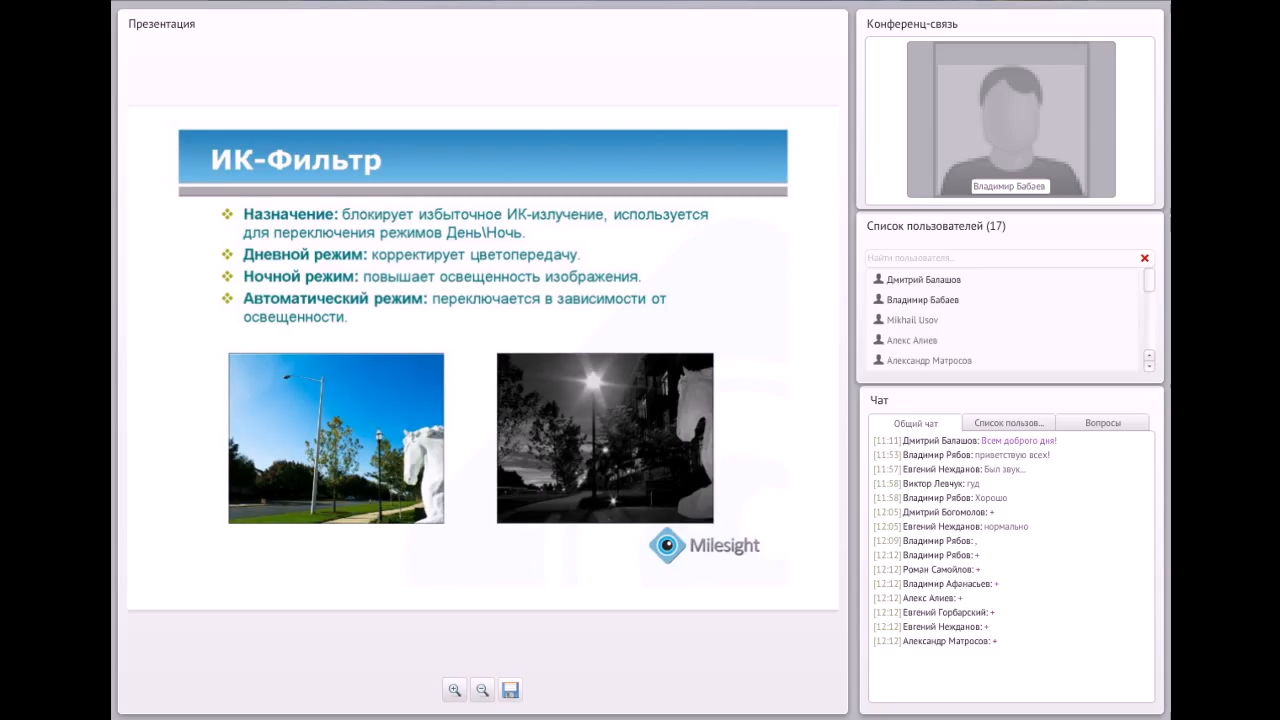 Презентация
ИК-Фильтр
Назначение: блокирует избыточное ИК-излучение, используется
для переключения режимов День\Ночь.
Дневной режим: корректирует цветопередачу.
Ночной режим: повышает освещенность изображения.
Автоматический режим: переключается в зависимости от
освещенности.
Milesight
Конференц-связь
Владимир Бабаев
Список пользователей (17)
Найти пользователя...
Дмитрий Балашов
Владимир Бабаев
Mikhail Usov
Алекс Алиев
Александр Матросов
Чат
Общий чат
Список пользов...
Вопросы
[11:11] Дмитрий Балашов: Всем доброго дня!
[11:53] Владимир Рябов: приветствую всех!
[11:57] Евгений Нежданов: Был звук...
[11:58] Виктор Левчук: гуд
[11:58] Владимир Рябов: Хорошо
[12:05] Дмитрий Богомолов: +
[12:05] Евгений Нежданов: нормально
[12:09] Владимир Рябов: ,
[12:12] Владимир Рябов: +
[12:12] Роман Самойлов: +
[12:12] Владимир Афанасьев: +
[12:12] Алекс Алиев: +
[12:12] Евгений Горбарский: +
[12:12] Евгений Нежданов: +
[12:12] Александр Матросов: +